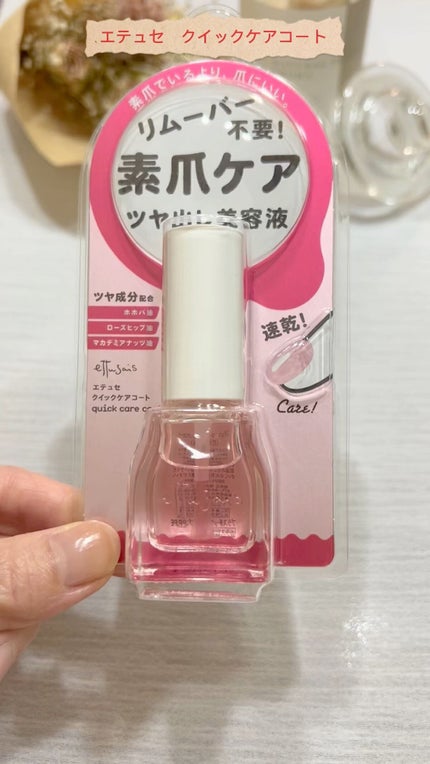 エテュセ　クイックケアコート
素爪でいるより、爪にいい。
リムーバー
不要!
素爪ケア
ツヤ出し美容液
ツヤ成分配合
ホホバ油
ローズヒップ油
マカデミアナッツ油
速乾!
Care!
ettusais
エテュセ
クイックケアコート
quick care co